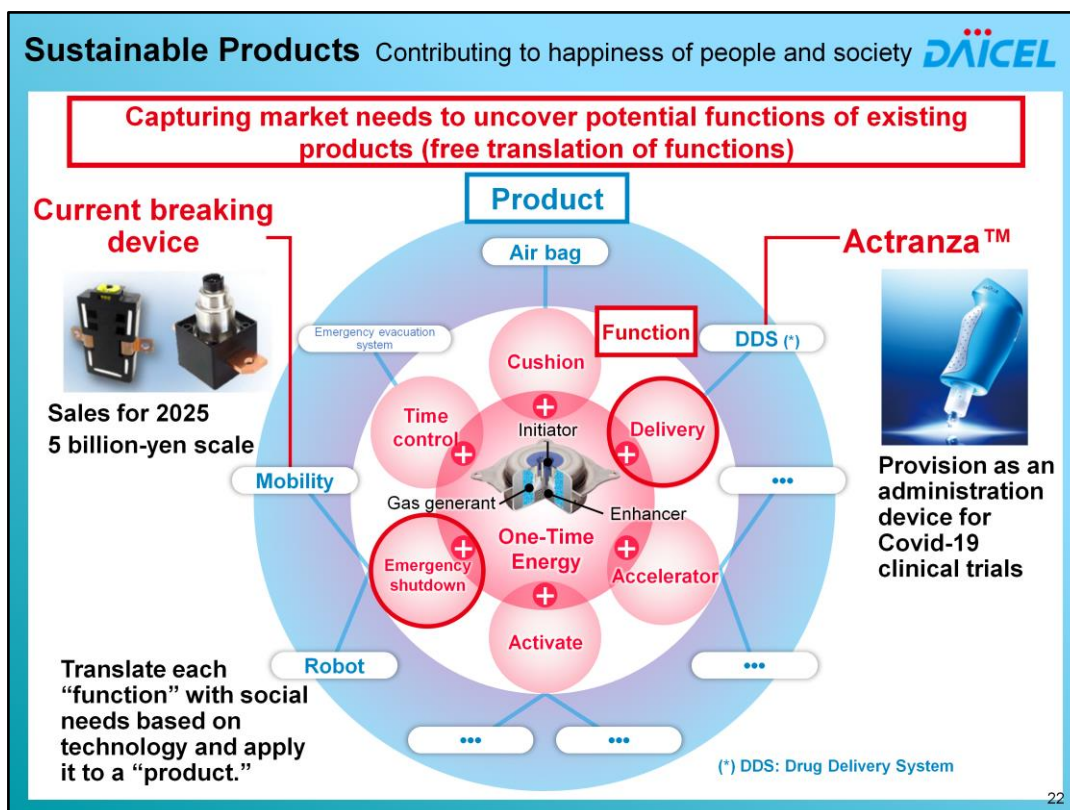 Sustainable Products Contributing to happiness of people and society DAICEL
Capturing market needs to uncover potential functions of existing
products (free translation of functions)
Product
Current breaking
device
Actranza™
Air bag
Emergency evacuation
system
Function
DDS (*)
Cushion
Time
control
Delivery
Initiator
Sales for 2025
5 billion-yen scale
Mobility
•••
Gas generant
Enhancer
Provision as an
administration
device for
Covid-19
clinical trials
One-Time
Energy
Emergency
shutdown
Accelerator
Activate
Robot
•••
Translate each
“function” with social
needs based on
technology and apply
it to a “product.”
•••
•••
(*) DDS: Drug Delivery System
22